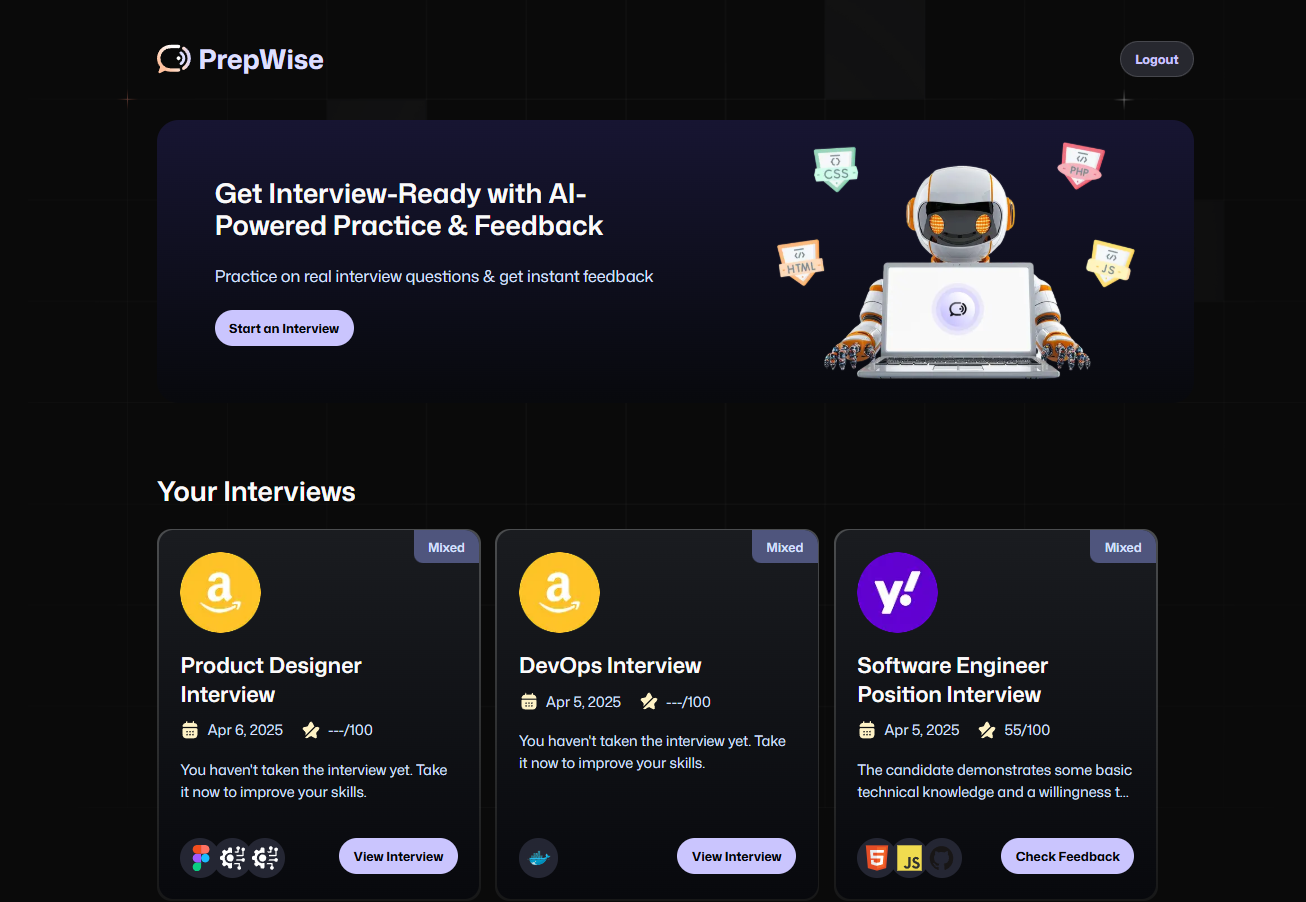 PrepWise
Logout
Get Interview-Ready with AI-
Powered Practice & Feedback
Practice on real interview questions & get instant feedback
Start an Interview
CSS
PHP
HTML
JS
Your Interviews
Mixed
a
Product Designer
Interview
Apr 6, 2025 ---/100
You haven't taken the interview yet. Take
it now to improve your skills.
View Interview
Mixed
a
DevOps Interview
Apr 5, 2025 ---/100
You haven't taken the interview yet. Take
it now to improve your skills.
View Interview
Mixed
y!
Software Engineer
Position Interview
Apr 5, 2025 55/100
The candidate demonstrates some basic
technical knowledge and a willingness t...
5
JS
Check Feedback